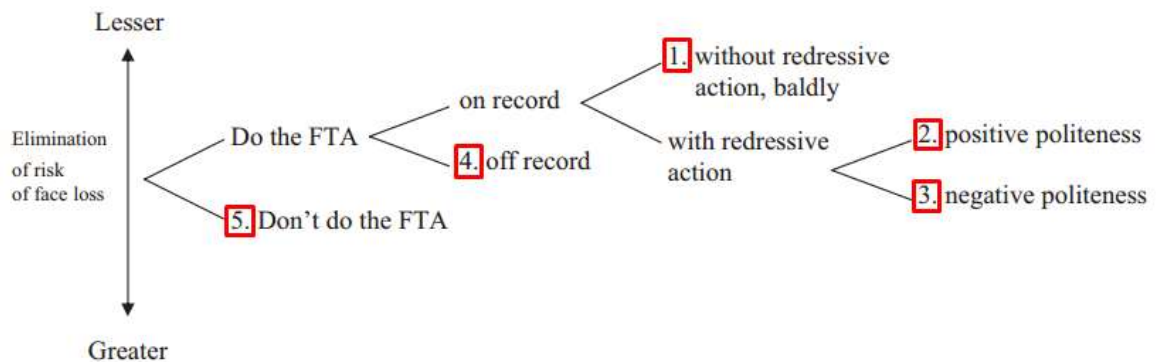 Lesser
1. without redressive
action, baldly
on record
Elimination
of risk
of face loss
Do the FTA
with redressive
action
2. positive politeness
4. off record
3. negative politeness
5. Don't do the FTA
Greater